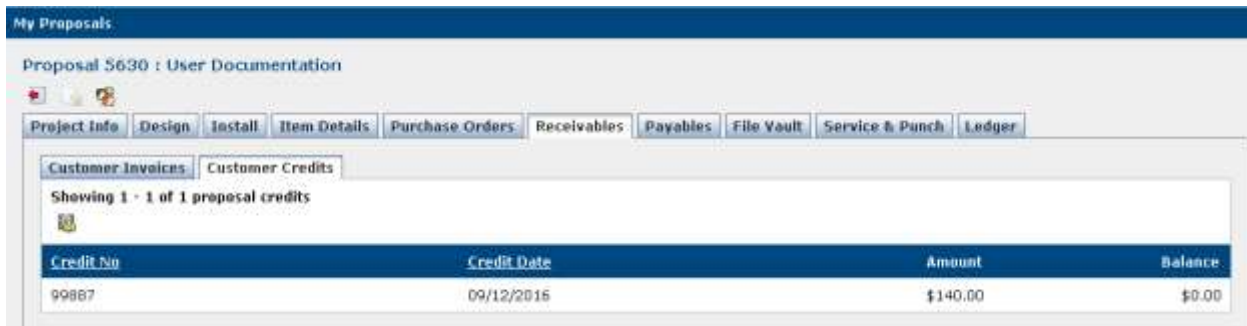 My Proposals
Proposal 5630 : User Documentation
Project Info Design Install Item Details Purchase Orders Receivables Payables File Vault Service & Punch Ledger
Customer Invoices Customer Credits
Showing 1 - 1 of 1 proposal credits
Credit No Credit Date Amount Balance
99887 09/12/2016 $140.00 $0.00